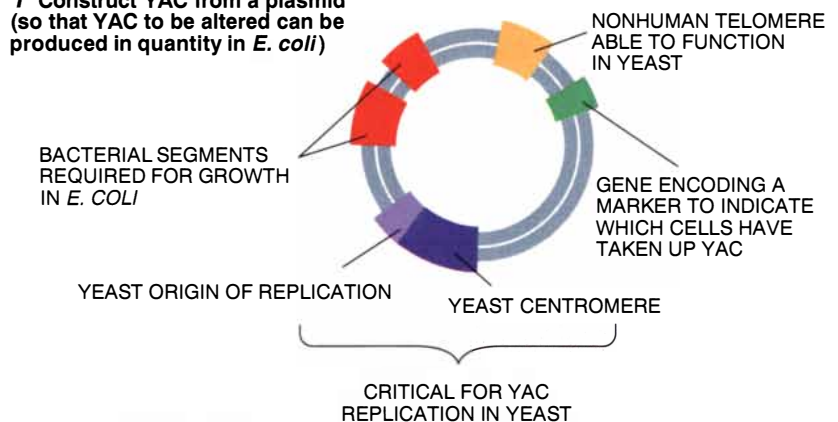 1 Construct YAC from a plasmid
(so that YAC to be altered can be
produced in quantity in E. coli)
NONHUMAN TELOMERE
ABLE TO FUNCTION
IN YEAST
BACTERIAL SEGMENTS
REQUIRED FOR GROWTH
IN E. COLI
GENE ENCODING A
MARKER TO INDICATE
WHICH CELLS HAVE
TAKEN UP YAC
YEAST ORIGIN OF REPLICATION
YEAST CENTROMERE
CRITICAL FOR YAC
REPLICATION IN YEAST